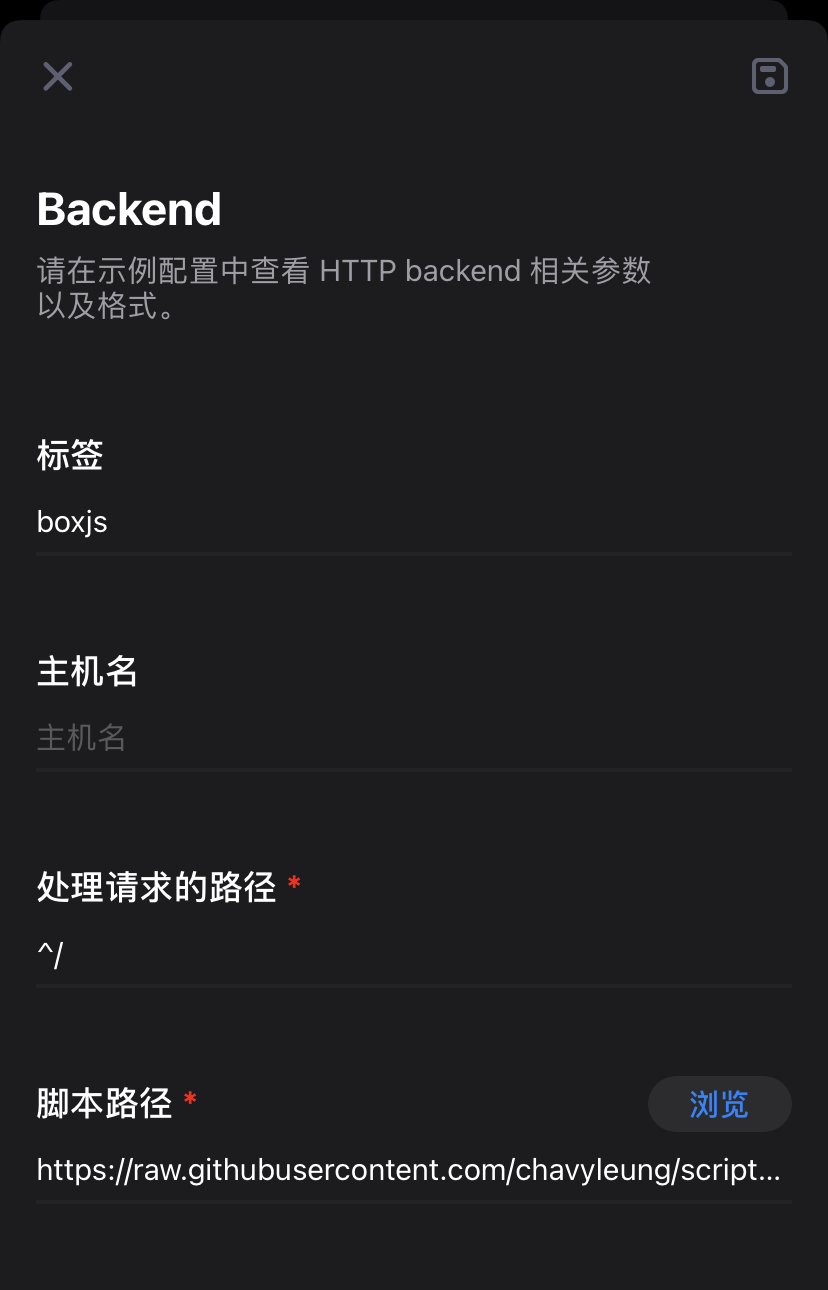 Backend
请在示例配置中查看 HTTP backend 相关参数
以及格式。
标签
boxjs
主机名
主机名
处理请求的路径 *
^/
脚本路径 *
浏览
https://raw.githubusercontent.com/chavyleung/script...